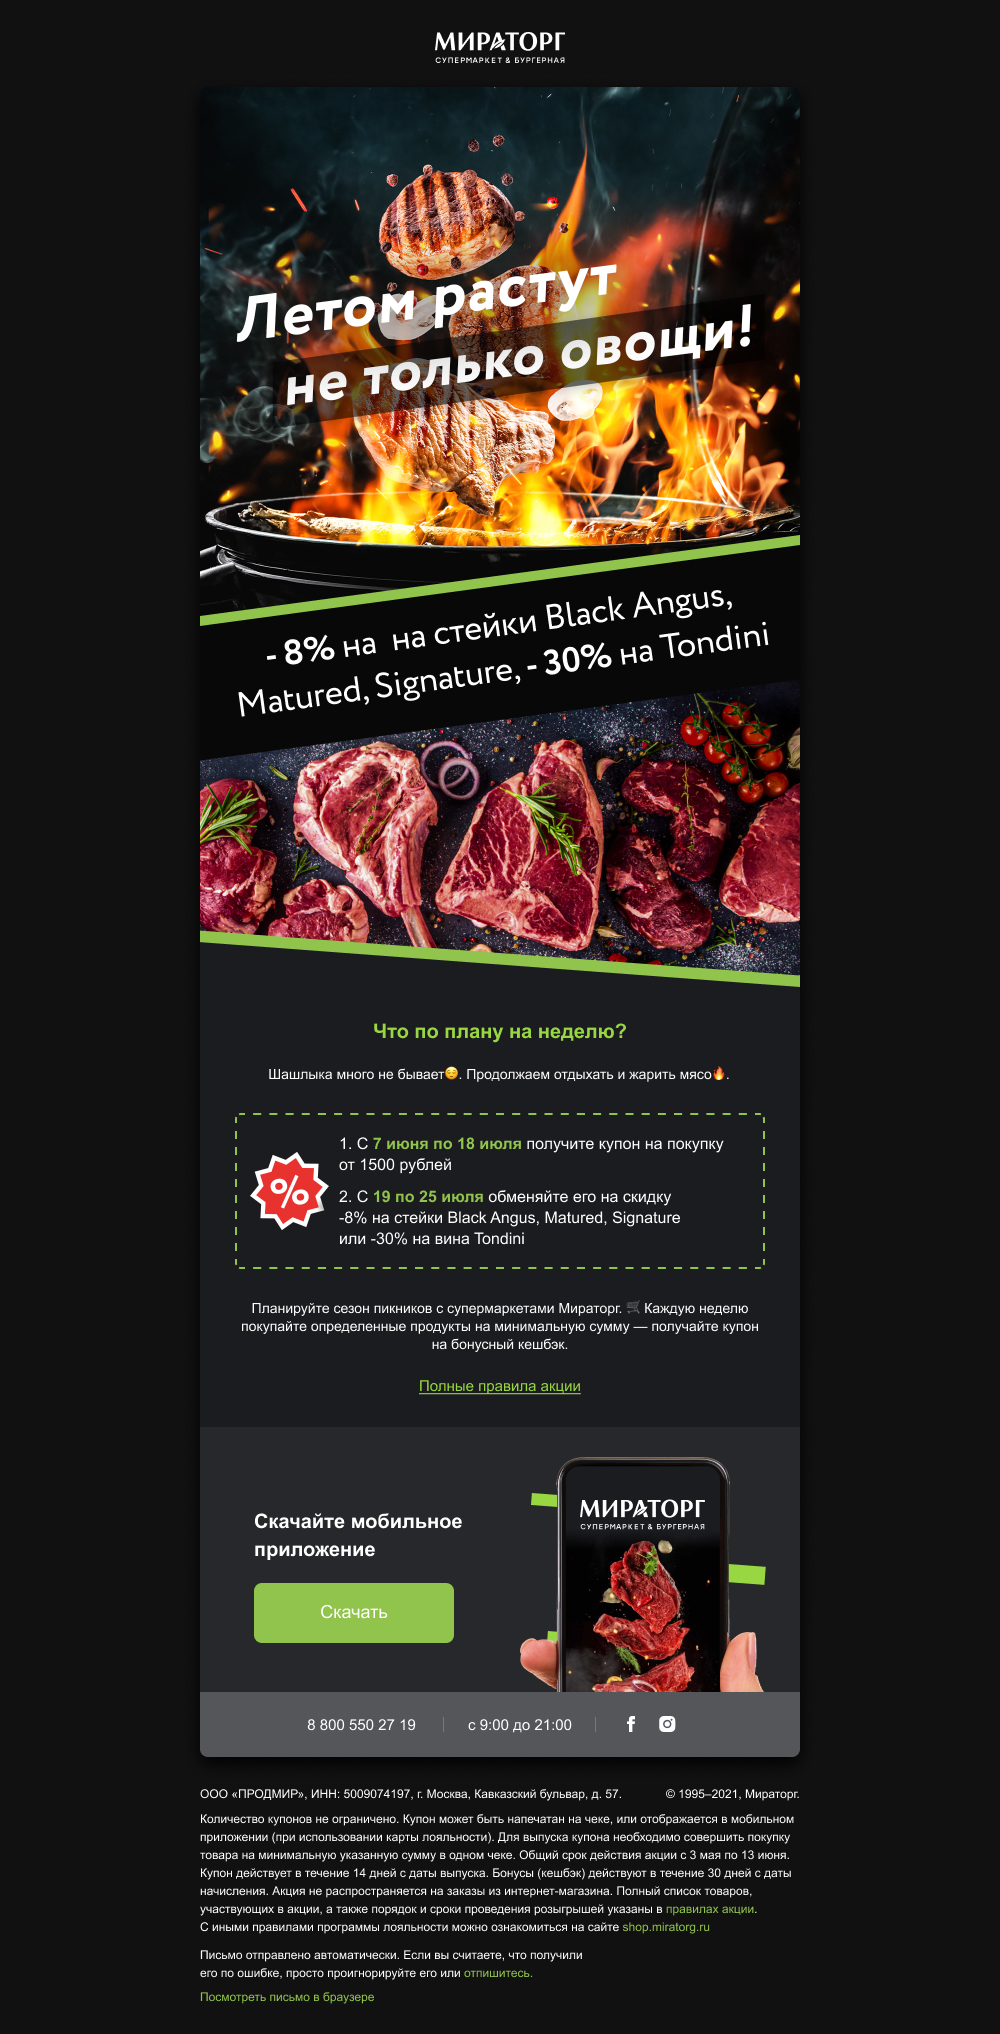 МИРАТОРГ
СУПЕРМАРКЕТ & БУРГЕРНАЯ
Летом растут
не только овощи!
- 8% на  на стейки Black Angus,
Matured, Signature, - 30% на Tondini
Что по плану на неделю?
Шашлыка много не бывает😌. Продолжаем отдыхать и жарить мясо🔥.
%
1. С 7 июня по 18 июля получите купон на покупку
от 1500 рублей
2. С 19 по 25 июля обменяйте его на скидку
-8% на стейки Black Angus, Matured, Signature
или -30% на вина Tondini
Планируйте сезон пикников с супермаркетами Мираторг. 🛒 Каждую неделю
покупайте определенные продукты на минимальную сумму — получайте купон
на бонусный кешбэк.
Полные правила акции
Скачайте мобильное
приложение
Скачать
МИРАТОРГ
СУПЕРМАРКЕТ & БУРГЕРНАЯ
8 800 550 27 19
с 9:00 до 21:00
ООО «ПРОДМИР», ИНН: 5009074197, г. Москва, Кавказский бульвар, д. 57.
© 1995–2021, Мираторг.
Количество купонов не ограничено. Купон может быть напечатан на чеке, или отображается в мобильном
приложении (при использовании карты лояльности). Для выпуска купона необходимо совершить покупку
товара на минимальную указанную сумму в одном чеке. Общий срок действия акции с 3 мая по 13 июня.
Купон действует в течение 14 дней с даты выпуска. Бонусы (кешбэк) действуют в течение 30 дней с даты
начисления. Акция не распространяется на заказы из интернет-магазина. Полный список товаров,
участвующих в акции, а также порядок и сроки проведения розыгрышей указаны в правилах акции.
С иными правилами программы лояльности можно ознакомиться на сайте shop.miratorg.ru
Письмо отправлено автоматически. Если вы считаете, что получили
его по ошибке, просто проигнорируйте его или отпишитесь.
Посмотреть письмо в браузере